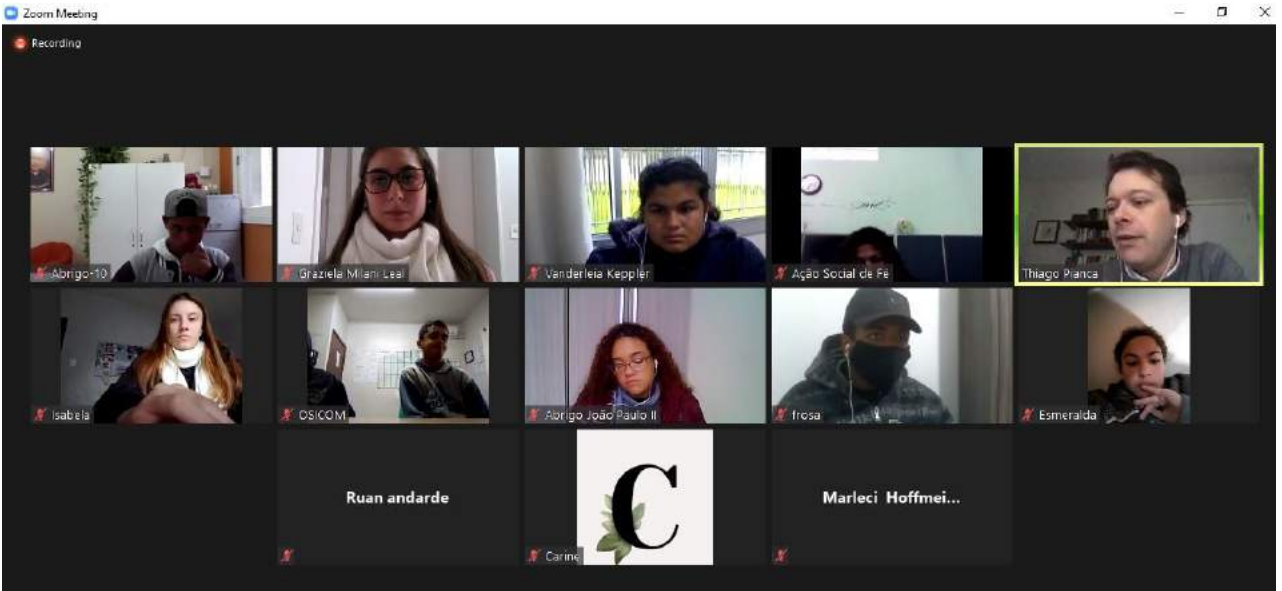 Zoom Meeting
Recording
Abrigo-10
Graziela Milani Leal
Vanderleia Keppler
Ação Social de Fé
Thiago Pianca
Isabela
OSICOM
Abrigo João Paulo II
frosa
Esmeralda
Ruan andarde
C
Carine
Marleci Hoffmei...